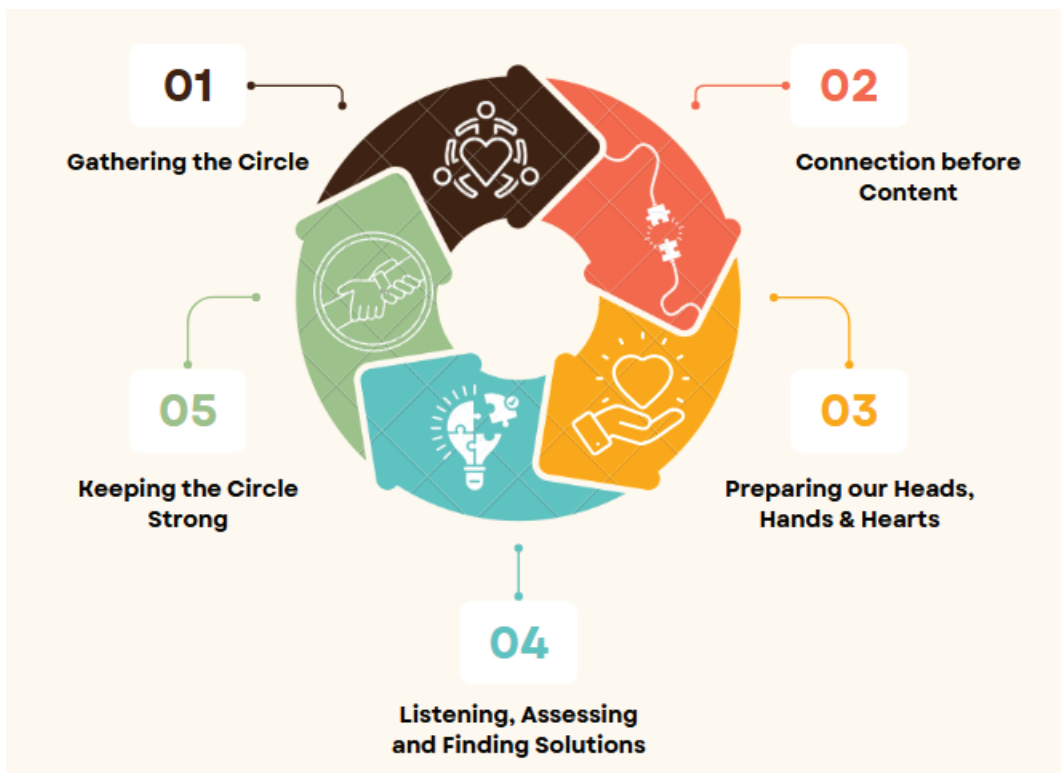 01
Gathering the Circle
02
Connection before
Content
03
Preparing our Heads,
Hands & Hearts
04
Listening, Assessing
and Finding Solutions
05
Keeping the Circle
Strong